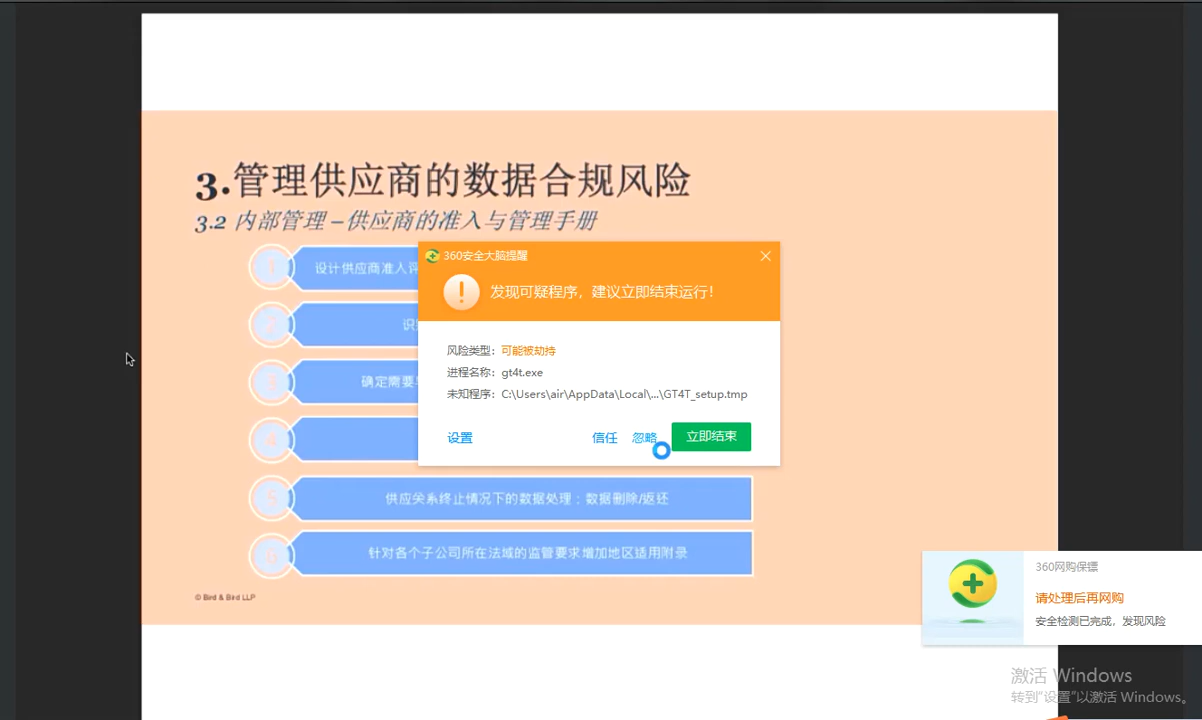 3.管理供应商的数据合规风险
3.2 内部管理 – 供应商的准入与管理手册
1
设计供应商准入评
2
识
3
确定需要
4
5
供应关系终止情况下的数据处理：数据删除/返还
6
针对各个子公司所在法域的监管要求增加地区适用附录
© Bird & Bird LLP
360安全大脑提醒
发现可疑程序，建议立即结束运行！
风险类型：可能被劫持
进程名称：gt4t.exe
未知程序：C:\Users\air\AppData\Local\...\GT4T_setup.tmp
设置
信任
忽略
立即结束
360网购保镖
请处理后再网购
安全检测已完成，发现风险
激活 Windows
转到"设置"以激活 Windows。